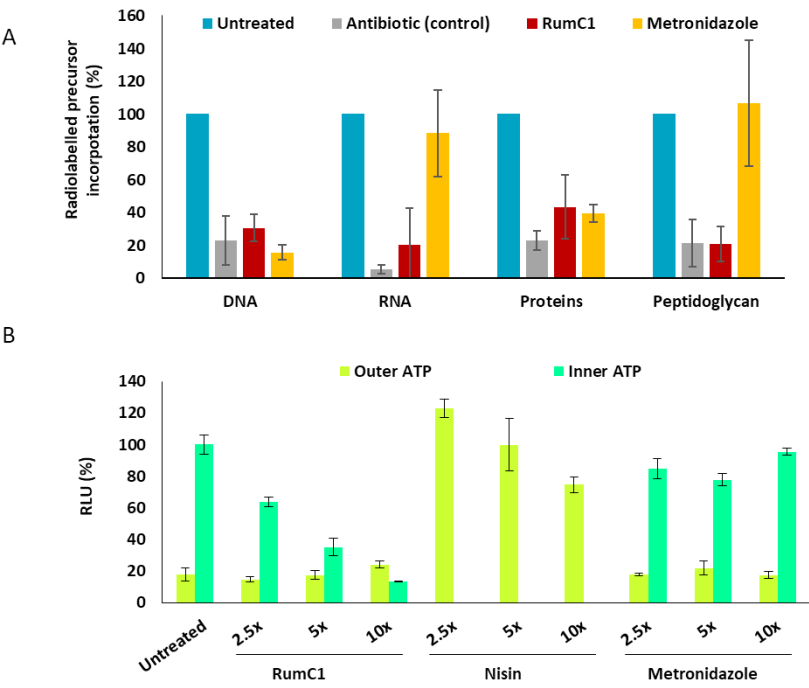 A
Radiolabelled precursor
incorpotation (%)
160
140
120
100
80
60
40
20
0
Untreated Antibiotic (control) RumC1 Metronidazole
DNA RNA Proteins Peptidoglycan
B
RLU (%)
140
120
100
80
60
40
20
0
Outer ATP Inner ATP
Untreated 2.5x 5x 10x 2.5x 5x 10x 2.5x 5x 10x
RumC1 Nisin Metronidazole